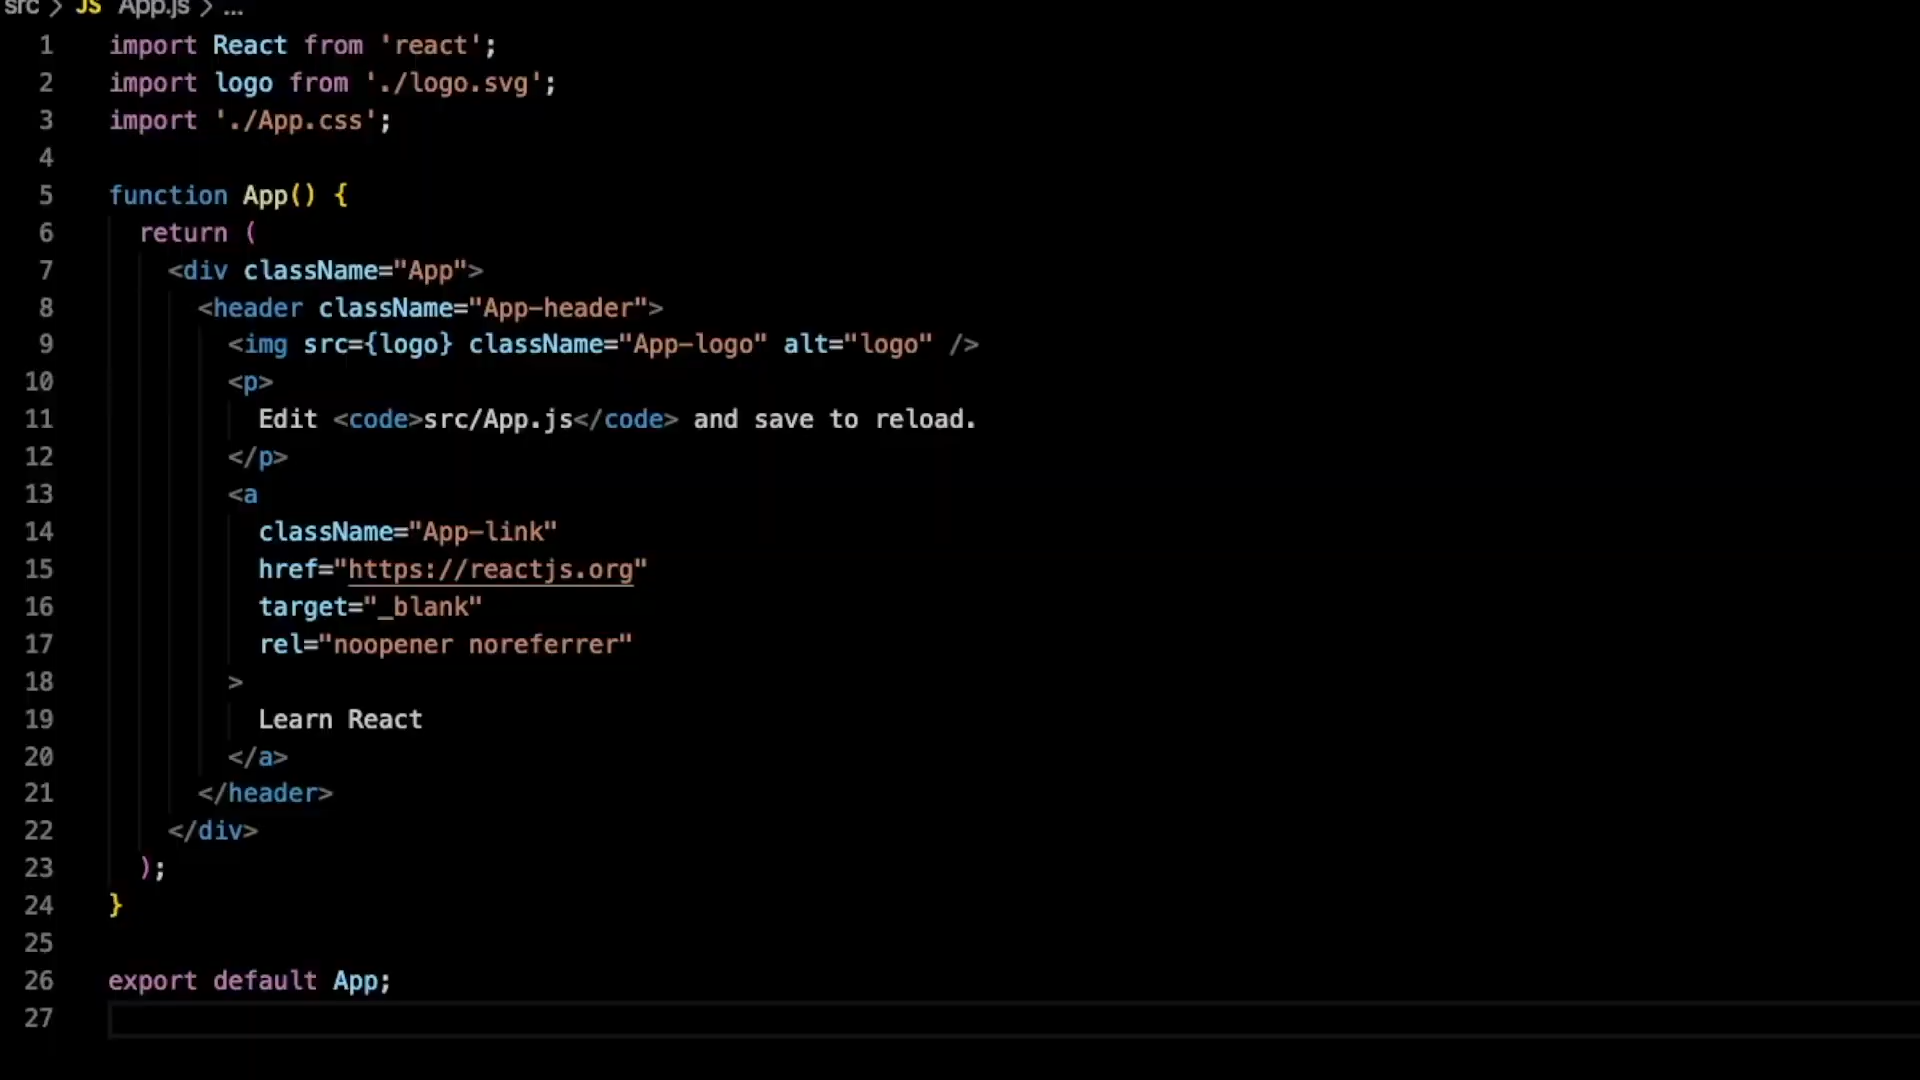 src > JS App.js > ...
1 import React from 'react';
2 import logo from './logo.svg';
3 import './App.css';
4
5 function App() {
6   return (
7     <div className="App">
8       <header className="App-header">
9         <img src={logo} className="App-logo" alt="logo" />
10         <p>
11           Edit <code>src/App.js</code> and save to reload.
12         </p>
13         <a
14           className="App-link"
15           href="https://reactjs.org"
16           target="_blank"
17           rel="noopener noreferrer"
18         >
19           Learn React
20         </a>
21       </header>
22     </div>
23   );
24 }
25
26 export default App;
27